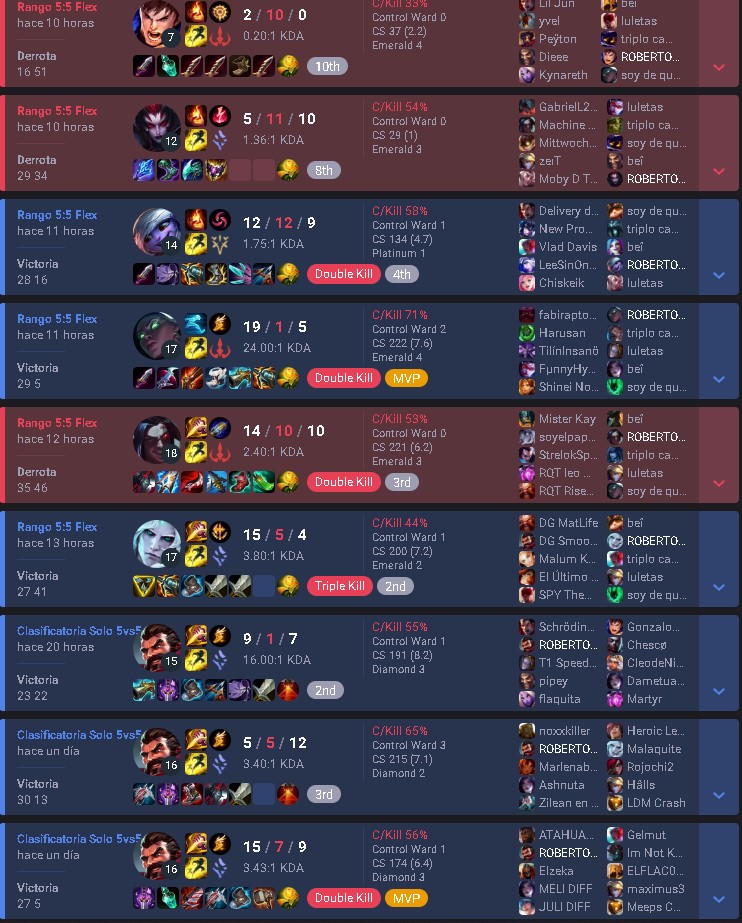 Rango 5:5 Flex
hace 10 horas
Derrota
16 51
7
2 / 10 / 0
0.20:1 KDA
10th
C/Kill 33%
Control Ward 0
CS 37 (2.2)
Emerald 4
Lil Jun
yvel
Peÿton
Dieee
Kynareth
beî
luletas
triplo ca...
ROBERTO...
soy de qu...
Rango 5:5 Flex
hace 10 horas
Derrota
29 34
12
5 / 11 / 10
1.36:1 KDA
8th
C/Kill 54%
Control Ward 0
CS 29 (1)
Emerald 3
GabrielL2...
Machine ...
Mittwoch...
zeiT
Moby D T...
luletas
triplo ca...
soy de qu...
beî
ROBERTO...
Rango 5:5 Flex
hace 11 horas
Victoria
28 16
14
12 / 12 / 9
1.75:1 KDA
Double Kill
4th
C/Kill 58%
Control Ward 1
CS 134 (4.7)
Platinum 1
Delivery d...
New Pro...
Vlad Davis
LeeSinOn...
Chiskeik
soy de qu...
triplo ca...
beî
ROBERTO...
luletas
Rango 5:5 Flex
hace 11 horas
Victoria
29 5
17
19 / 1 / 5
24.00:1 KDA
Double Kill
MVP
C/Kill 71%
Control Ward 2
CS 222 (7.6)
Emerald 4
fabirapto...
Harusan
TilínInsanö
FunnyHy...
Shinei No...
ROBERTO...
triplo ca...
luletas
beî
soy de qu...
Rango 5:5 Flex
hace 12 horas
Derrota
35 46
18
14 / 10 / 10
2.40:1 KDA
Double Kill
3rd
C/Kill 53%
Control Ward 0
CS 221 (6.2)
Emerald 3
Mister Kay
soyelpap...
StrelokSp...
RQT leo ...
RQT Rise...
beî
ROBERTO...
triplo ca...
luletas
soy de qu...
Rango 5:5 Flex
hace 13 horas
Victoria
27 41
17
15 / 5 / 4
3.80:1 KDA
Triple Kill
2nd
C/Kill 44%
Control Ward 1
CS 200 (7.2)
Emerald 2
DG MatLife
DG Smoo...
Malum K...
El Último ...
SPY The...
beî
ROBERTO...
triplo ca...
luletas
soy de qu...
Clasificatoria Solo 5vs5
hace 20 horas
Victoria
23 22
15
9 / 1 / 7
16.00:1 KDA
2nd
C/Kill 55%
Control Ward 1
CS 191 (8.2)
Diamond 3
Schrödin...
ROBERTO...
T1 Speed...
pipey
flaquita
Gonzalo...
Chescø
CleodeNi...
Dametua...
Martyr
Clasificatoria Solo 5vs5
hace un día
Victoria
30 13
16
5 / 5 / 12
3.40:1 KDA
3rd
C/Kill 65%
Control Ward 3
CS 215 (7.1)
Diamond 2
noxxkiller
ROBERTO...
Marlenab...
Ashnuta
Zilean en ...
Heroic Le...
Malaquite
Rojochi2
Hâlls
LDM Crash
Clasificatoria Solo 5vs5
hace un día
Victoria
27 5
16
15 / 7 / 9
3.43:1 KDA
Double Kill
MVP
C/Kill 56%
Control Ward 1
CS 174 (6.4)
Diamond 3
ATAHUA...
ROBERTO...
Elzeka
MELI DIFF
JULI DIFF
Gelmut
Im Not K...
ELFLAC0...
maximus3
Meeps C...